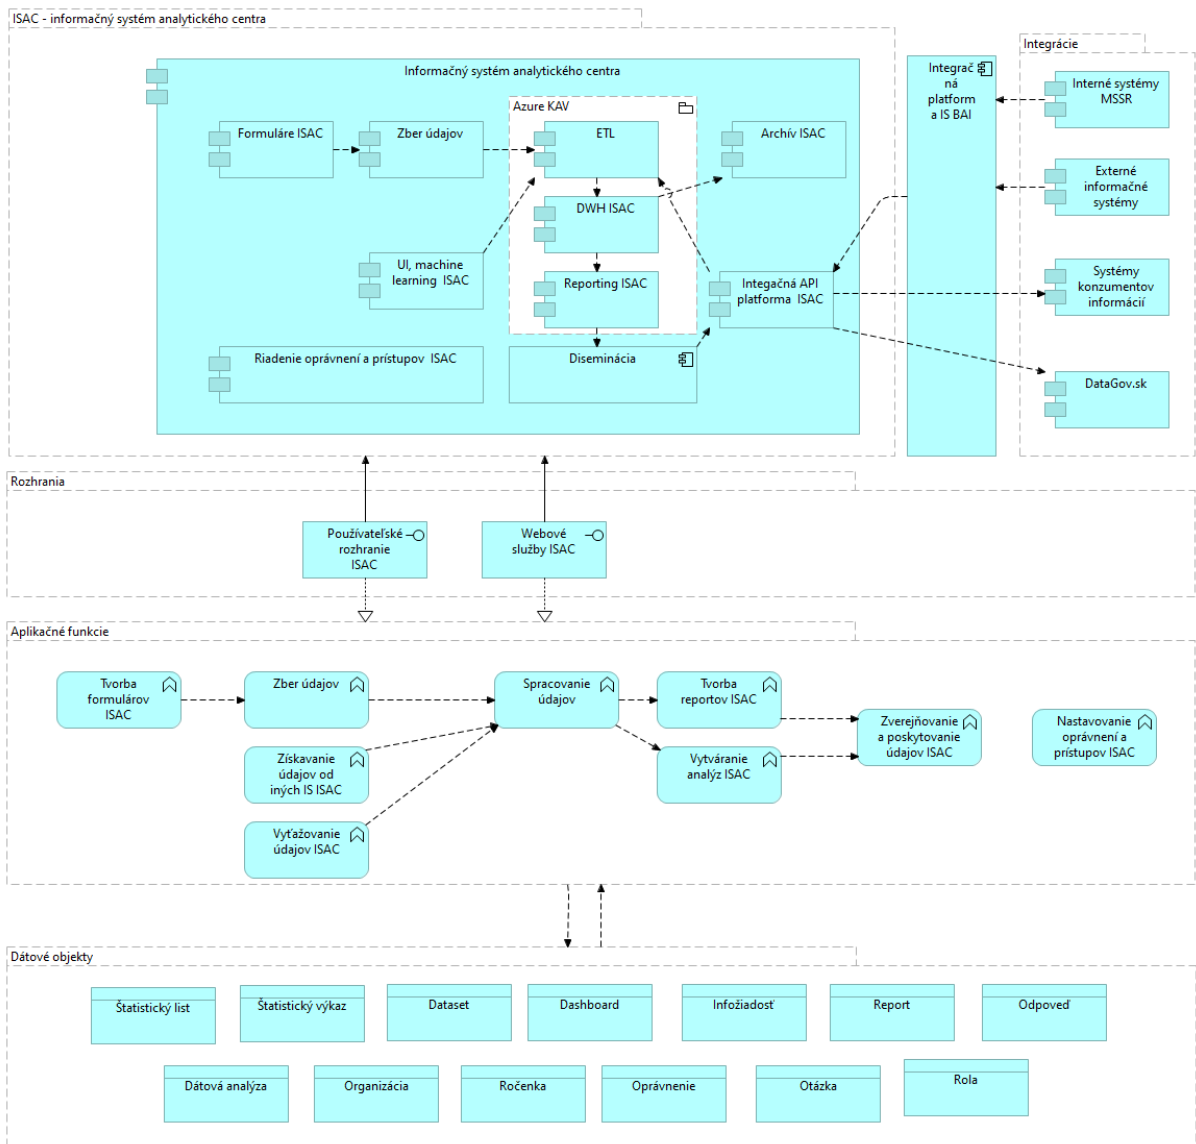 ISAC - informačný systém analytického centra
Informačný systém analytického centra
Azure KAV
Formuláre ISAC
Zber údajov
ETL
Archív ISAC
DWH ISAC
UI, machine
learning  ISAC
Reporting ISAC
Integačná API
platforma  ISAC
Riadenie oprávnení a prístupov  ISAC
Diseminácia
Integrač
ná
platform
a IS BAI
Integrácie
Interné systémy
MSSR
Externé
informačné
systémy
Systémy
konzumentov
informácií
DataGov.sk
Rozhrania
Používateľské
rozhranie
ISAC
Webové
služby ISAC
Aplikačné funkcie
Tvorba
formulárov
ISAC
Zber údajov
Spracovanie
údajov
Tvorba
reportov ISAC
Zverejňovanie
a poskytovanie
údajov ISAC
Nastavovanie
oprávnení a
prístupov ISAC
Získavanie
údajov od
iných IS ISAC
Vytváranie
analýz ISAC
Vyťažovanie
údajov ISAC
Dátové objekty
Štatistický list
Štatistický výkaz
Dataset
Dashboard
Infožiadosť
Report
Odpoveď
Dátová analýza
Organizácia
Ročenka
Oprávnenie
Otázka
Rola